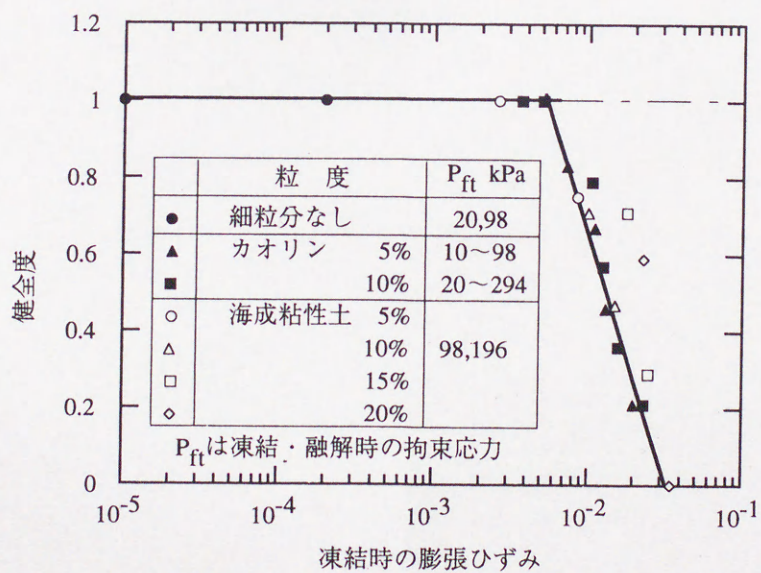 1.2
1
0.8
0.6
0.4
0.2
0
健全度
粒 度 P_ft kPa
● 細粒分なし 20,98
▲ カオリン 5% 10～98
■ 10% 20～294
○ 海成粘性土 5%
△ 10% 98,196
□ 15%
◇ 20%
P_ftは凍結・融解時の拘束応力
10⁻⁵ 10⁻⁴ 10⁻³ 10⁻² 10⁻¹
凍結時の膨張ひずみ